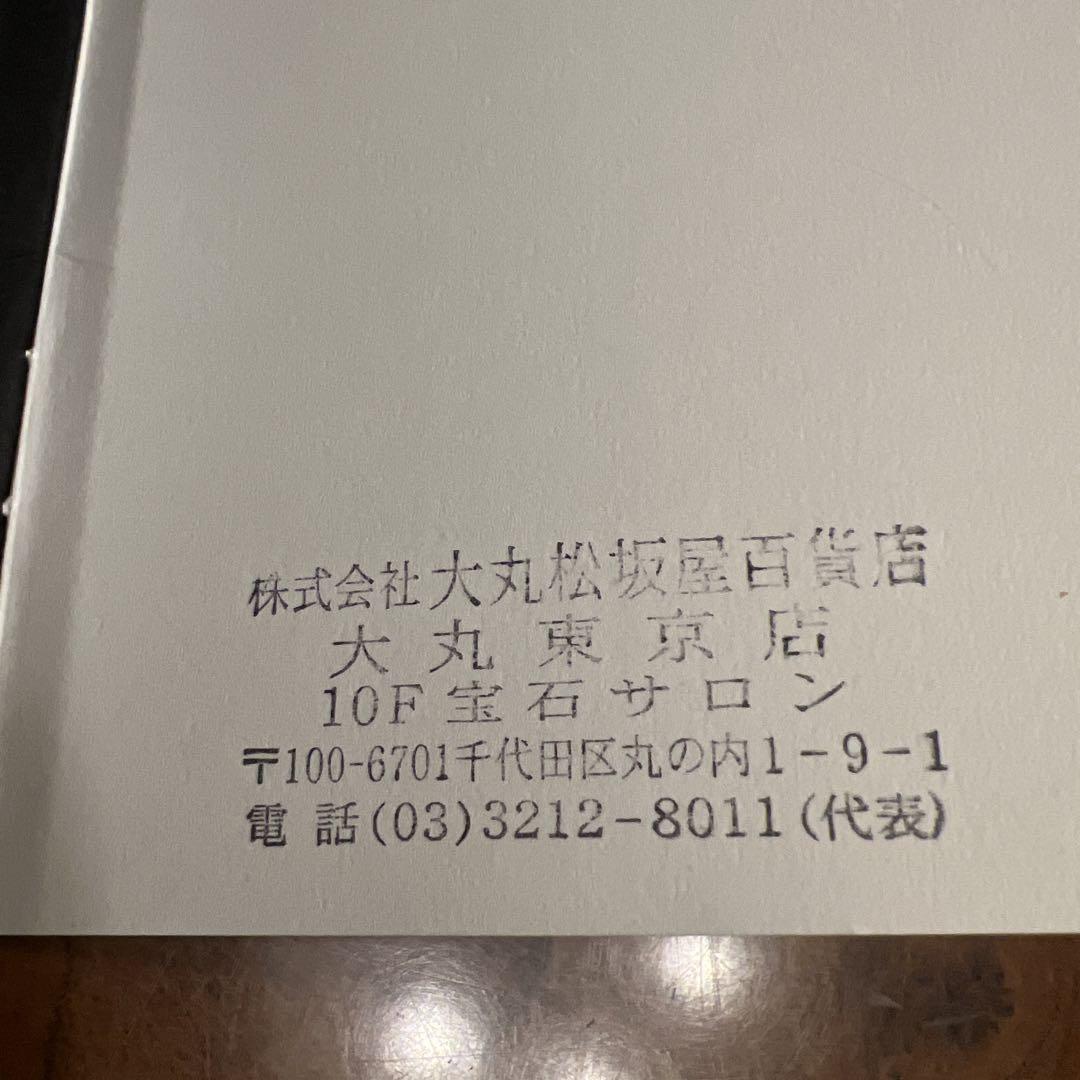 株式会社大丸松坂屋百貨店
大丸東京店
10F宝石サロン
〒100-6701千代田区丸の内1-9-1
電話(03)3212-8011(代表)